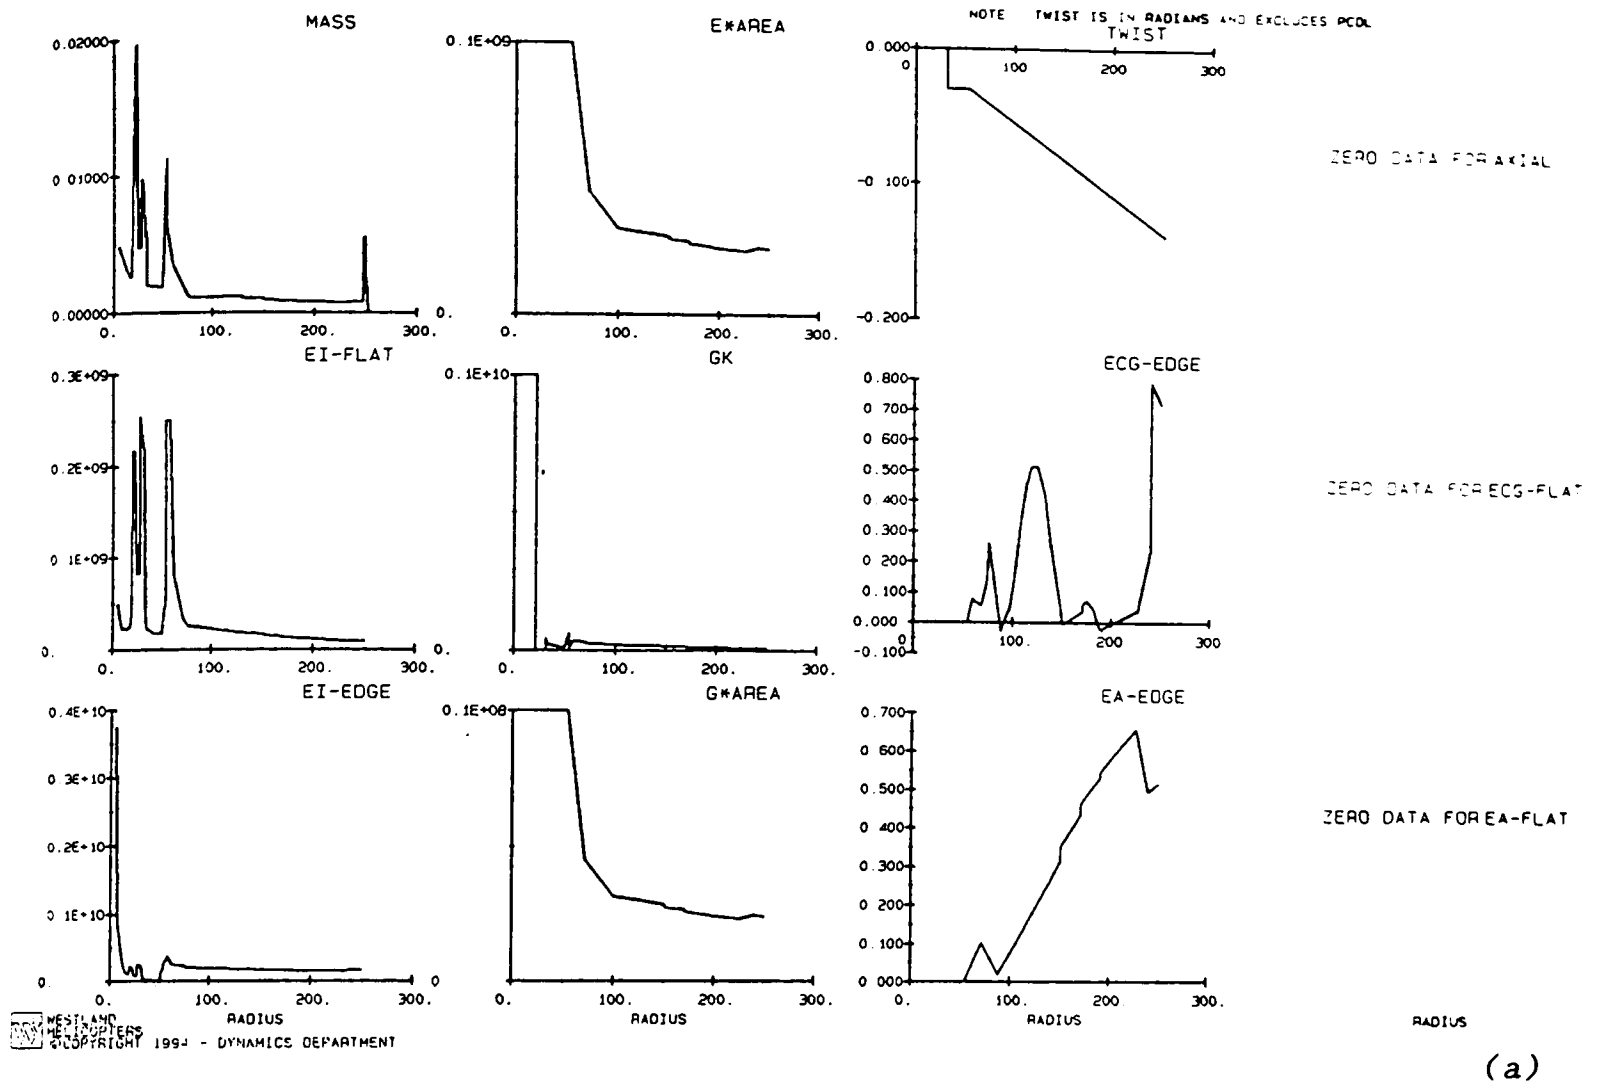 NOTE TWIST IS IN RADIANS AND EXCLUDES PCDL
MASS
0.02000
0 01000
0.00000
0.
100.
200.
300.
E*AREA
0.1E+09
0.
0.
100.
200.
300.
TWIST
0.000
0
100
200
300
-0 100
-0.200
ZERO DATA FOR AXIAL
EI-FLAT
0.3E+09
0.2E+09
0 1E+09
0.
0.
100.
200.
300.
GK
0.1E+10
0.
0.
100.
200.
300.
ECG-EDGE
0.800
0 700
0 600
0.500
0 400
0.300
0 200
0.100
0.000
-0.100
0
100
200
300
ZERO DATA FOR ECG-FLAT
EI-EDGE
0.4E+10
0 3E+10
0.2E+10
0 1E+10
0.
0.
100.
200.
300.
RADIUS
G*AREA
0.1E+08
0
0.
100.
200.
300.
RADIUS
EA-EDGE
0.700
0 600
0.500
0 400
0.300
0 200
0.100
0 000
0.
100.
200.
300.
RADIUS
ZERO DATA FOR EA-FLAT
RADIUS
WESTLAND
HELICOPTERS
©COPYRIGHT - DYNAMICS DEPARTMENT
(a)